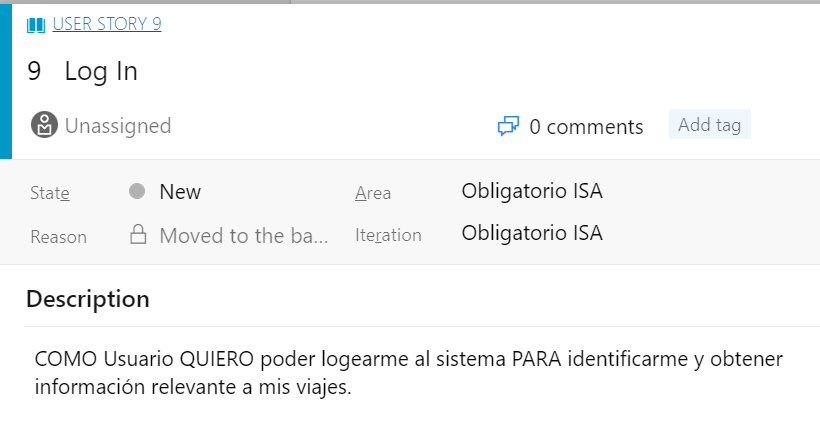 USER STORY 9
9 Log In
Unassigned
0 comments
Add tag
State
New
Area
Obligatorio ISA
Reason
Moved to the ba...
Iteration
Obligatorio ISA
Description
COMO Usuario QUIERO poder logearme al sistema PARA identificarme y obtener
información relevante a mis viajes.